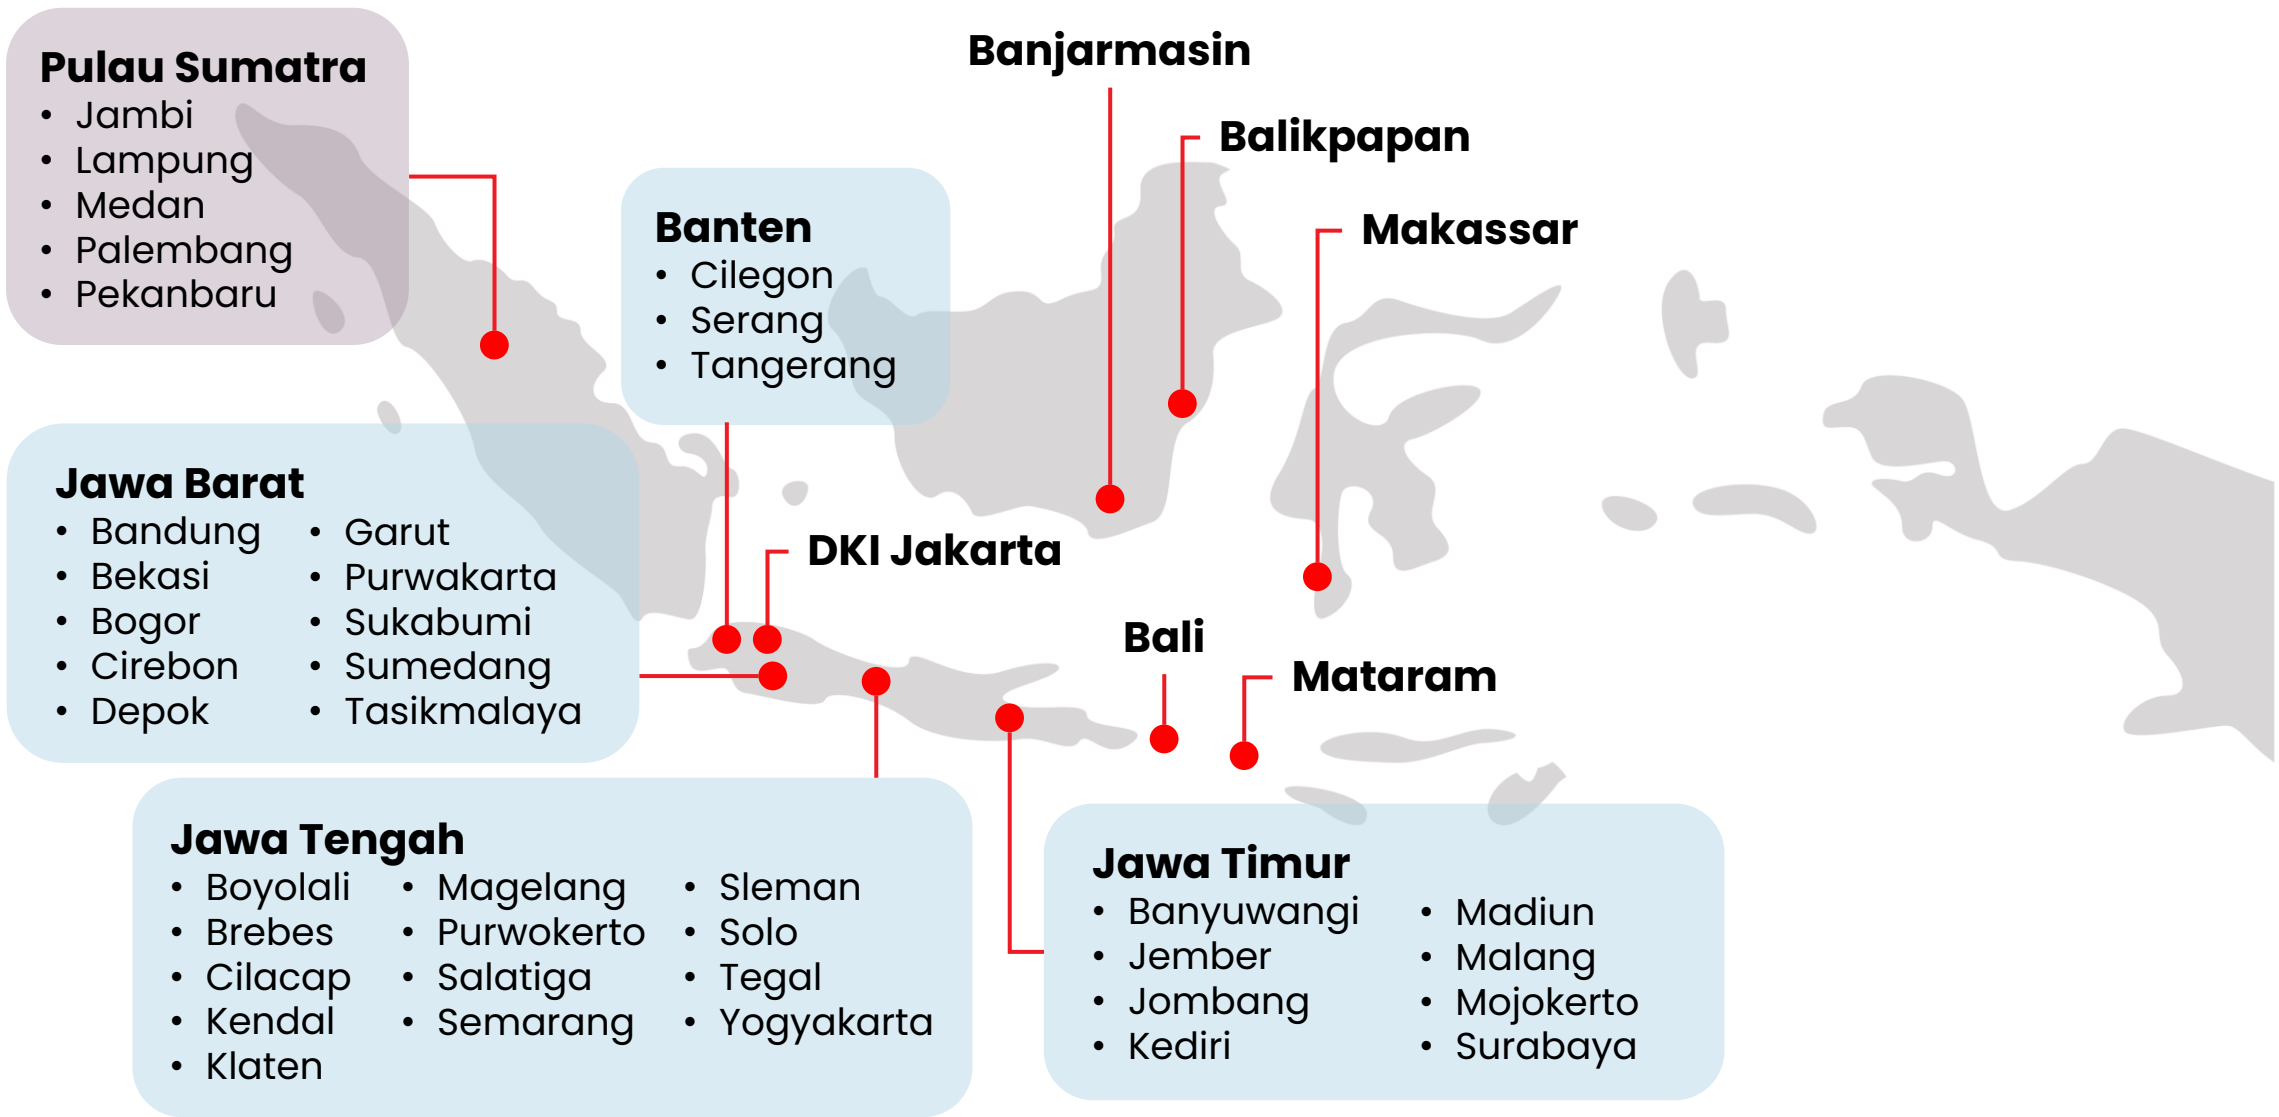 Pulau Sumatra
• Jambi
• Lampung
• Medan
• Palembang
• Pekanbaru
Banjarmasin
Balikpapan
Makassar
Banten
• Cilegon
• Serang
• Tangerang
Jawa Barat
• Bandung
• Bekasi
• Bogor
• Cirebon
• Depok
• Garut
• Purwakarta
• Sukabumi
• Sumedang
• Tasikmalaya
DKI Jakarta
Bali
Mataram
Jawa Tengah
• Boyolali
• Brebes
• Cilacap
• Kendal
• Klaten
• Magelang
• Purwokerto
• Salatiga
• Semarang
• Sleman
• Solo
• Tegal
• Yogyakarta
Jawa Timur
• Banyuwangi
• Jember
• Jombang
• Kediri
• Madiun
• Malang
• Mojokerto
• Surabaya